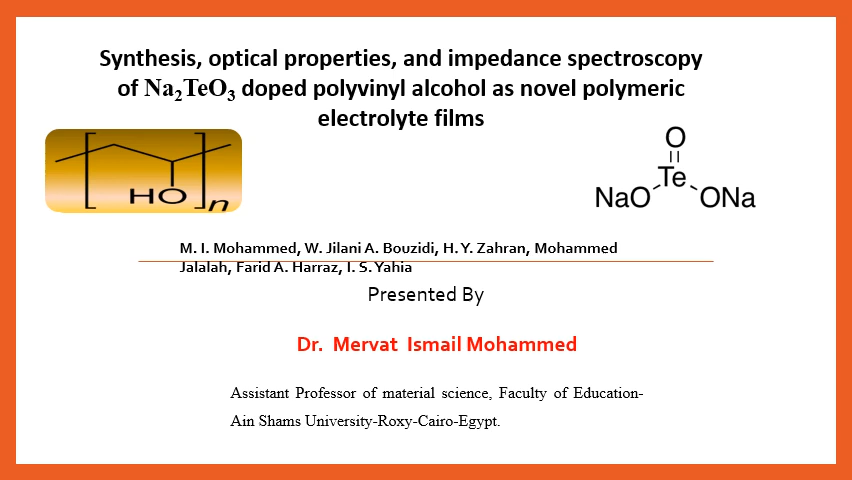 Synthesis, optical properties, and impedance spectroscopy
of Na₂TeO₃ doped polyvinyl alcohol as novel polymeric
electrolyte films
HO
n
O
Te
NaO
ONa
M. I. Mohammed, W. Jilani A. Bouzidi, H. Y. Zahran, Mohammed
Jalalah, Farid A. Harraz, I. S. Yahia
Presented By
Dr. Mervat Ismail Mohammed
Assistant Professor of material science, Faculty of Education-
Ain Shams University-Roxy-Cairo-Egypt.